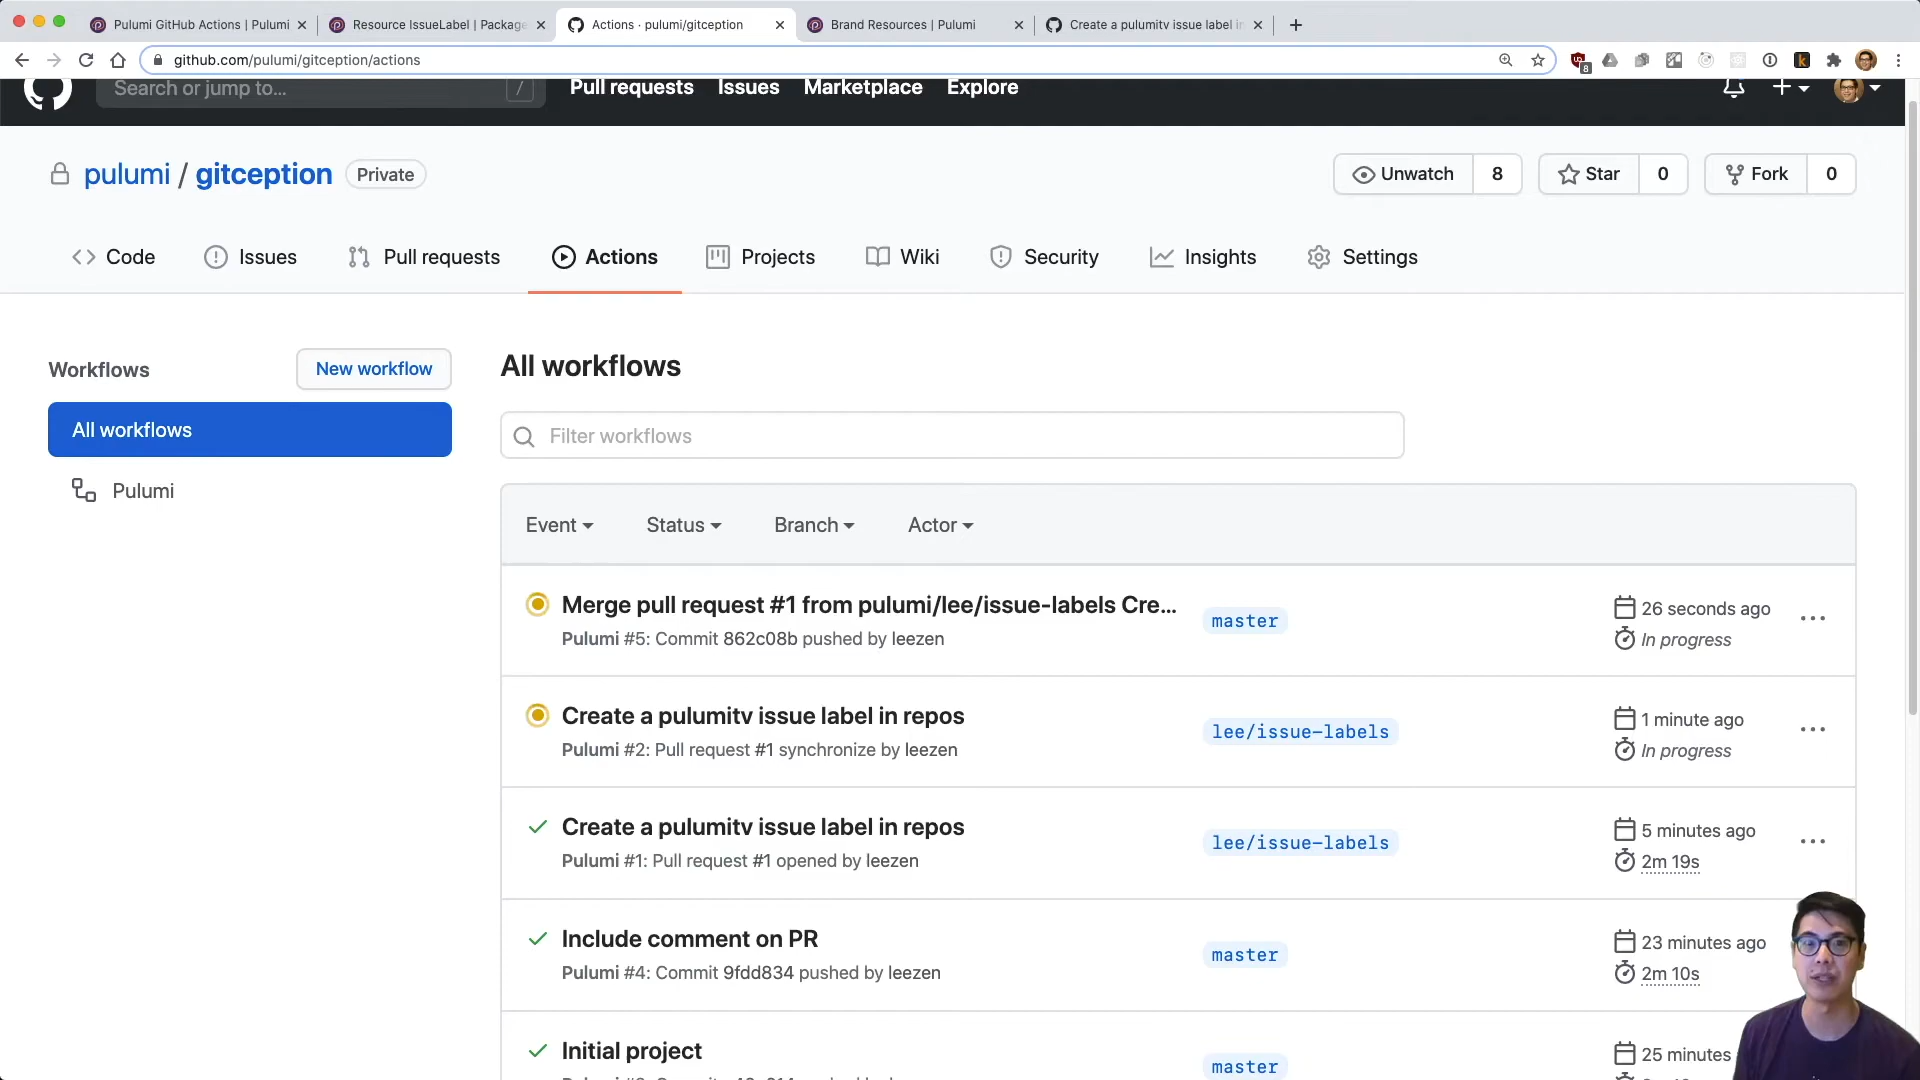 Pulumi GitHub Actions | Pulumi
Resource IssueLabel | Package
Actions · pulumi/gitception
Brand Resources | Pulumi
Create a pulumitv issue label in
github.com/pulumi/gitception/actions
8
k
Search or jump to...
/
Pull requests
Issues
Marketplace
Explore
pulumi / gitception
Private
Unwatch 8
Star 0
Fork 0
Code
Issues
Pull requests
Actions
Projects
Wiki
Security
Insights
Settings
Workflows
New workflow
All workflows
Pulumi
All workflows
Filter workflows
Event
Status
Branch
Actor
Merge pull request #1 from pulumi/lee/issue-labels Cre...
Pulumi #5: Commit 862c08b pushed by leezen
master
26 seconds ago
In progress
Create a pulumitv issue label in repos
Pulumi #2: Pull request #1 synchronize by leezen
lee/issue-labels
1 minute ago
In progress
Create a pulumitv issue label in repos
Pulumi #1: Pull request #1 opened by leezen
lee/issue-labels
5 minutes ago
2m 19s
Include comment on PR
Pulumi #4: Commit 9fdd834 pushed by leezen
master
23 minutes ago
2m 10s
Initial project
master
25 minutes